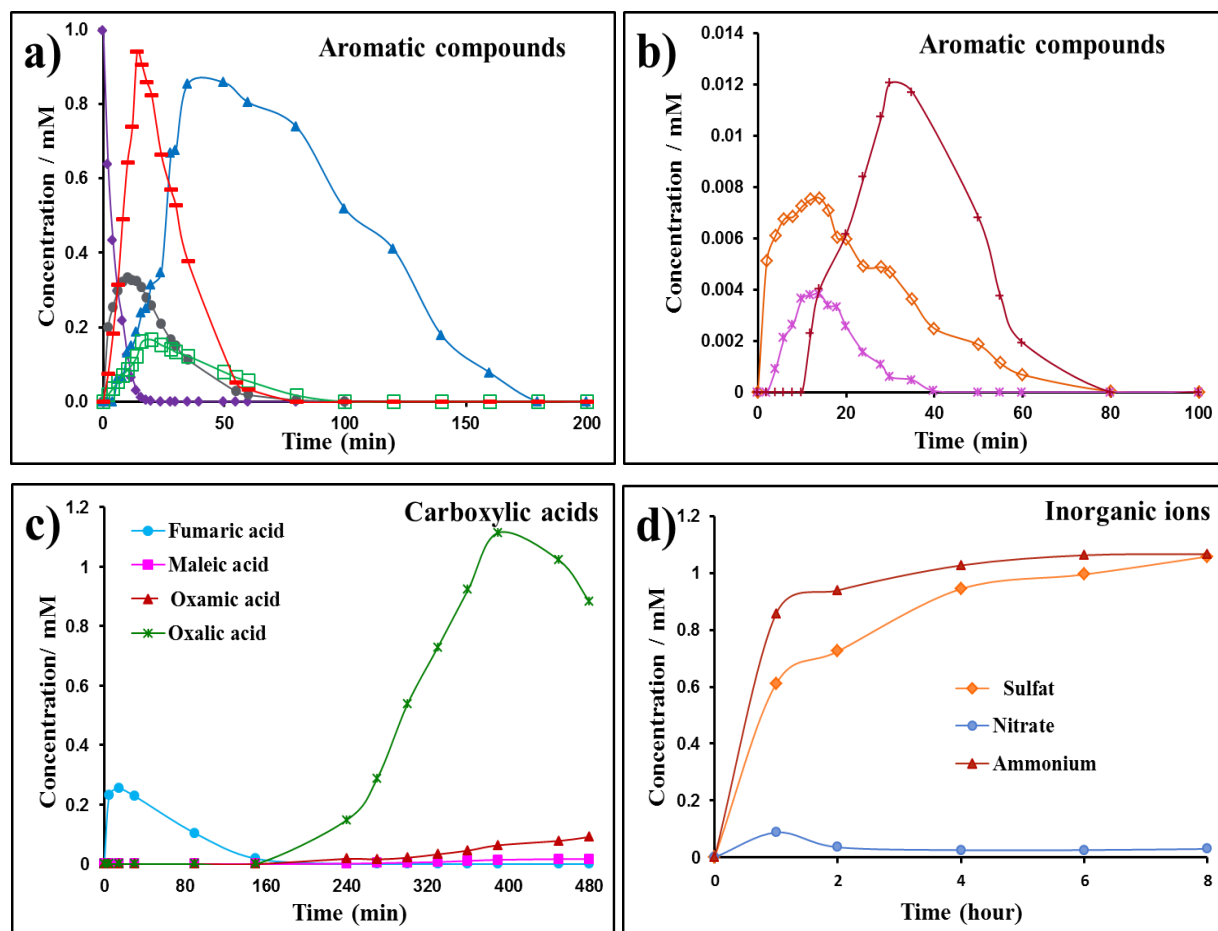 a)
Aromatic compounds
Concentration / mM
1.0
0.8
0.6
0.4
0.2
0.0
0
50
100
150
200
Time (min)
b)
Aromatic compounds
Concentration / mM
0.014
0.012
0.01
0.008
0.006
0.004
0.002
0
0
20
40
60
80
100
Time (min)
c)
Carboxylic acids
Fumaric acid
Maleic acid
Oxamic acid
Oxalic acid
Concentration/ mM
1.2
1
0.8
0.6
0.4
0.2
0
0
80
160
240
320
400
480
Time (min)
d)
Inorganic ions
Sulfat
Nitrate
Ammonium
Concentration / mM
1.2
1
0.8
0.6
0.4
0.2
0
0
2
4
6
8
Time (hour)